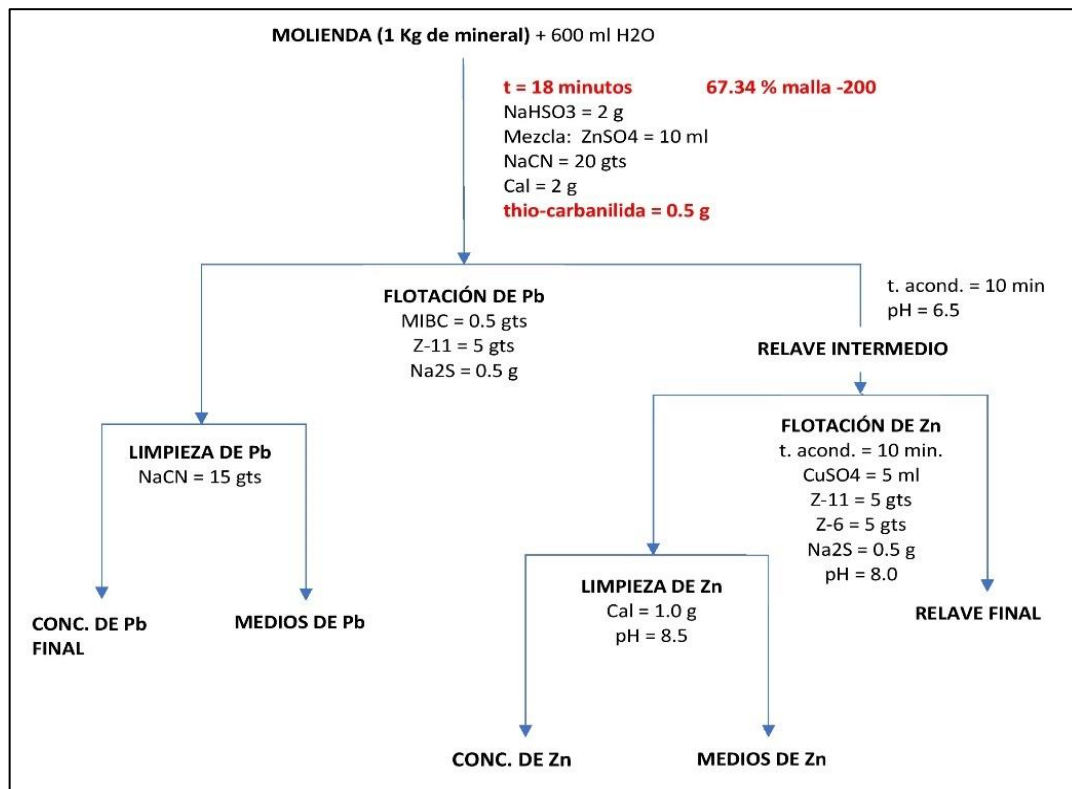 MOLIENDA (1 Kg de mineral) + 600 ml H2O
t = 18 minutos 67.34 % malla -200
NaHSO3 = 2 g
Mezcla: ZnSO4 = 10 ml
NaCN = 20 gts
Cal = 2 g
thio-carbanilida = 0.5 g
t. acond. = 10 min
pH = 6.5
FLOTACIÓN DE Pb
MIBC = 0.5 gts
Z-11 = 5 gts
Na2S = 0.5 g
RELAVE INTERMEDIO
LIMPIEZA DE Pb
NaCN = 15 gts
FLOTACIÓN DE Zn
t. acond. = 10 min.
CuSO4 = 5 ml
Z-11 = 5 gts
Z-6 = 5 gts
Na2S = 0.5 g
pH = 8.0
CONC. DE Pb
FINAL
MEDIOS DE Pb
LIMPIEZA DE Zn
Cal = 1.0 g
pH = 8.5
RELAVE FINAL
CONC. DE Zn
MEDIOS DE Zn